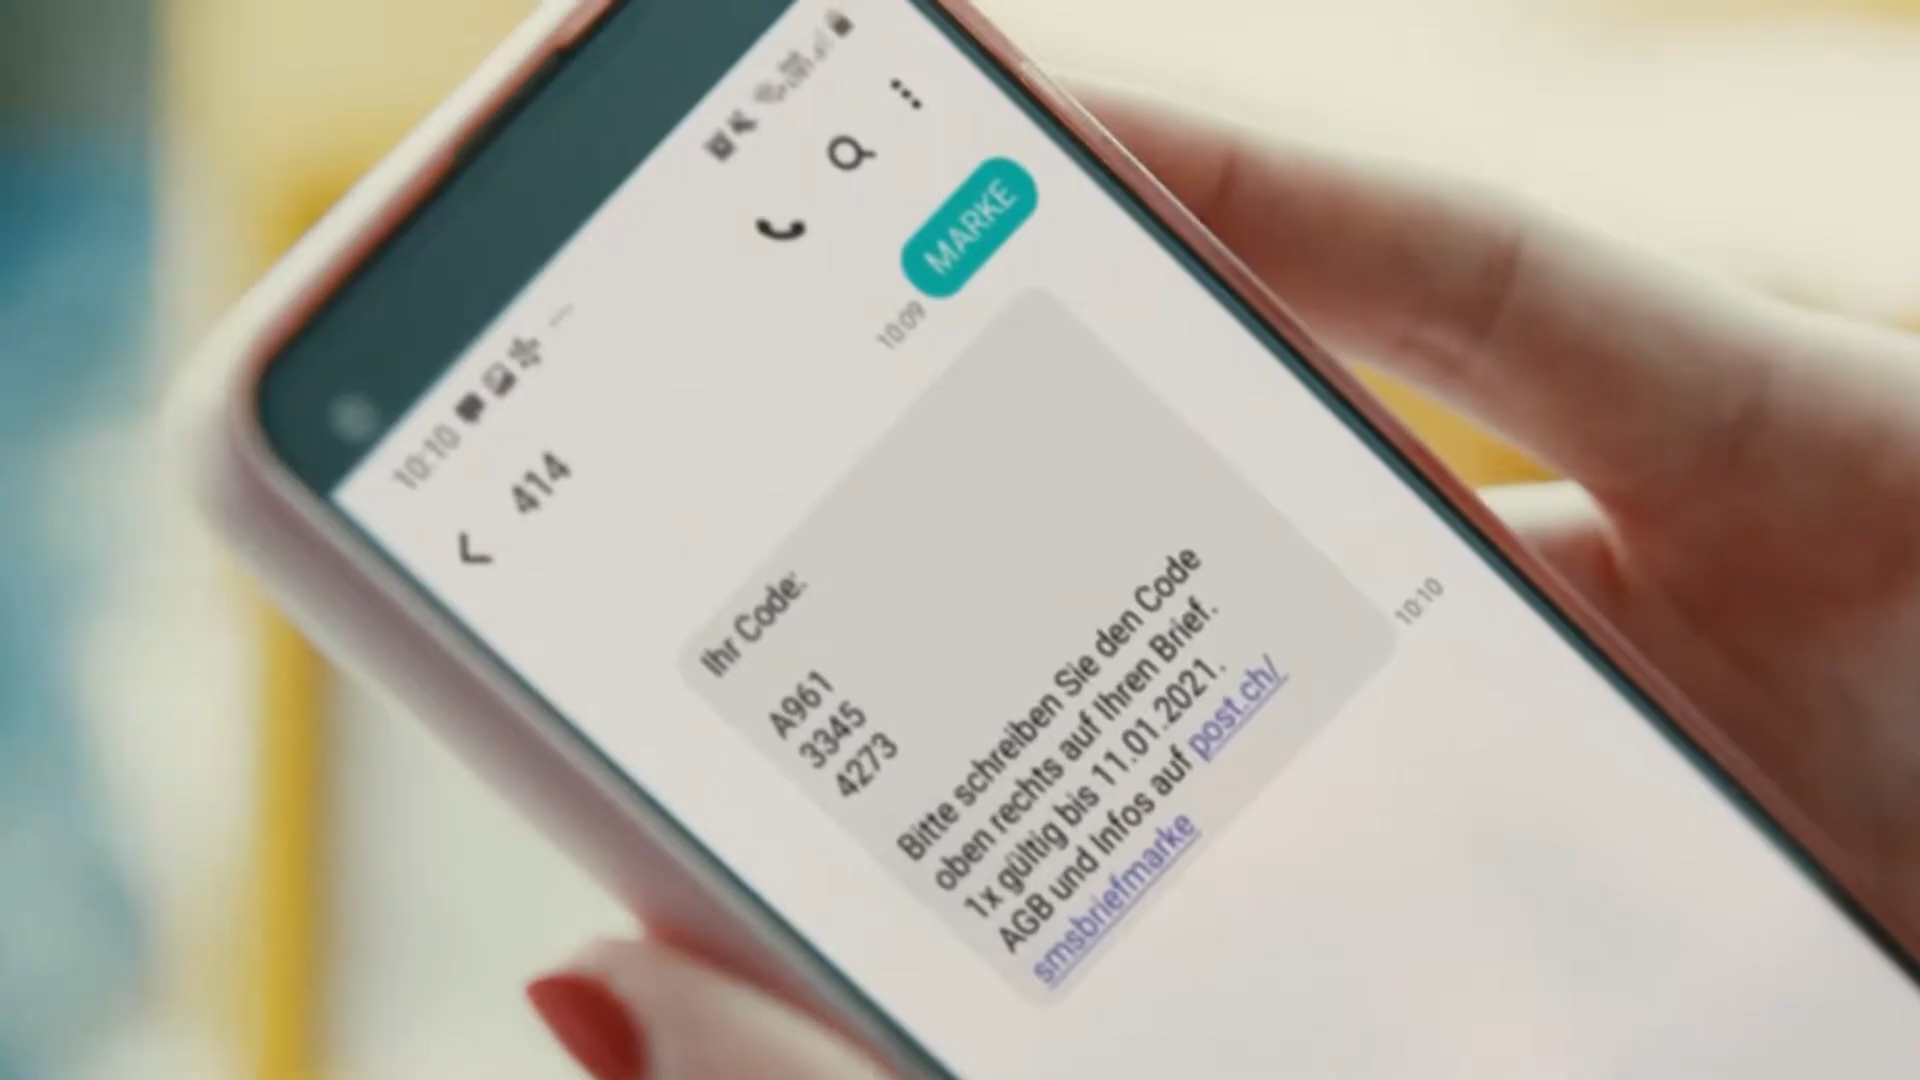 10:10
414
MARKE
10:09
Ihr Code:
A961
3345
4273
Bitte schreiben Sie den Code
oben rechts auf Ihren Brief.
1x gültig bis 11.01.2021.
AGB und Infos auf post.ch/
smsbriefmarke
10:10